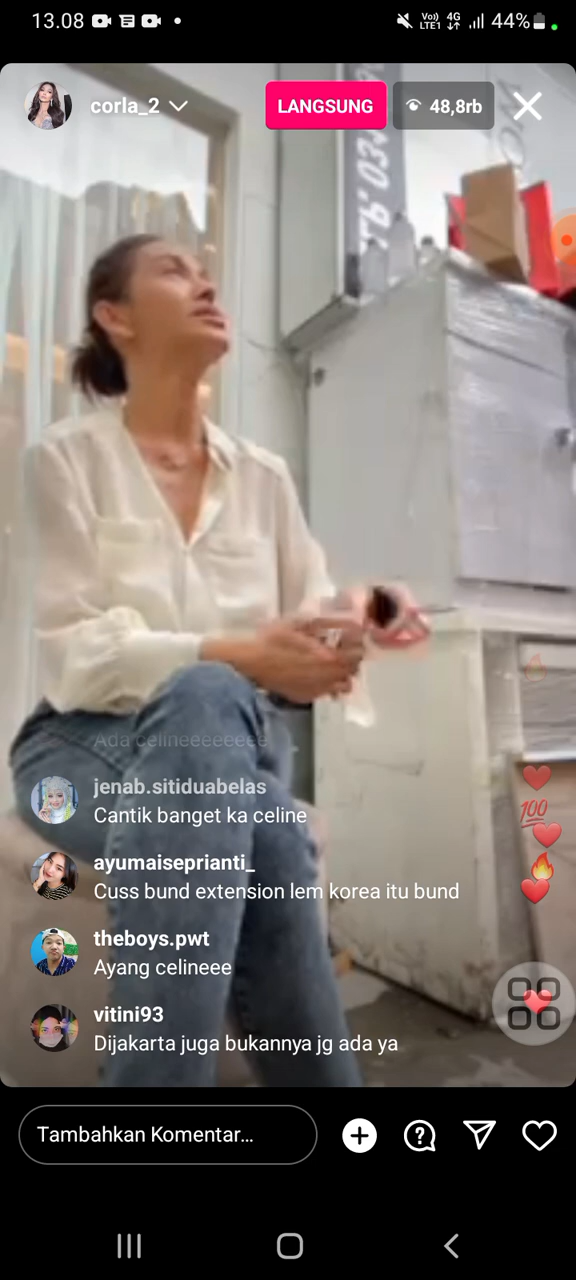 13.08
Vo)) 4G
LTE1
44%
corla_2
LANGSUNG
48,8rb
Ada celineeeeeeee
jenab.sitiduabelas
Cantik banget ka celine
100
ayumaiseprianti_
Cuss bund extension lem korea itu bund
theboys.pwt
Ayang celineee
vitini93
Dijakarta juga bukannya jg ada ya
Tambahkan Komentar...